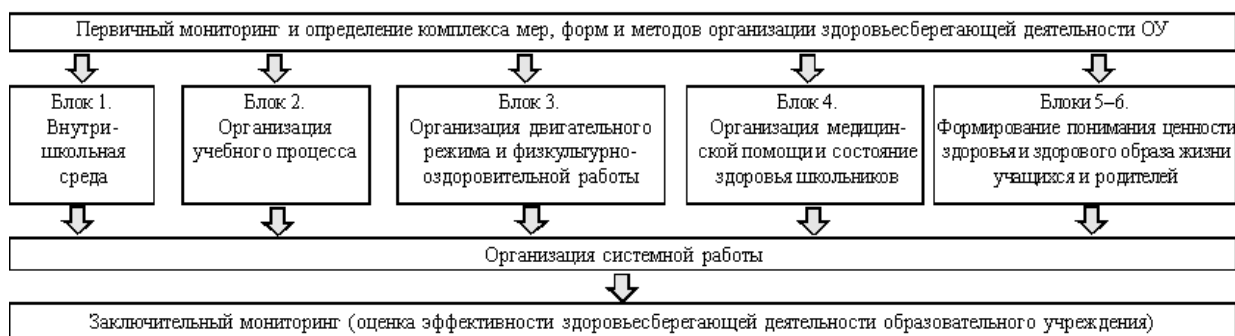 Первичный мониторинг и определение комплекса мер, форм и методов организации здоровьесберегающей деятельности ОУ
Блок 1.
Внутри-
школьная
среда
Блок 2.
Организация
учебного процесса
Блок 3.
Организация двигательного
режима и физкультурно-
оздоровительной работы
Блок 4.
Организация медицин-
ской помощи и состояние
здоровья школьников
Блоки 5–6.
Формирование понимания ценности
здоровья и здорового образа жизни
учащихся и родителей
Организация системной работы
Заключительный мониторинг (оценка эффективности здоровьесберегающей деятельности образовательного учреждения)